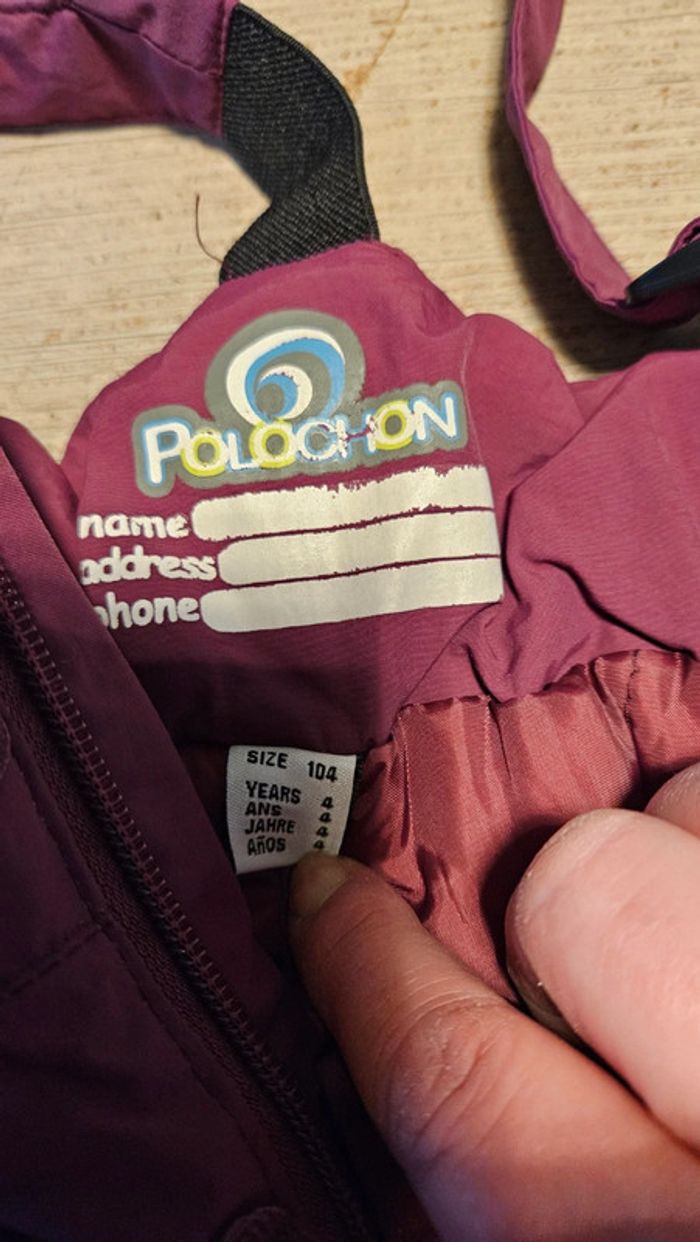 POLOCHON
name
address
phone
SIZE 104
YEARS 4
ANS 4
JAHRE 4
AÑOS 4